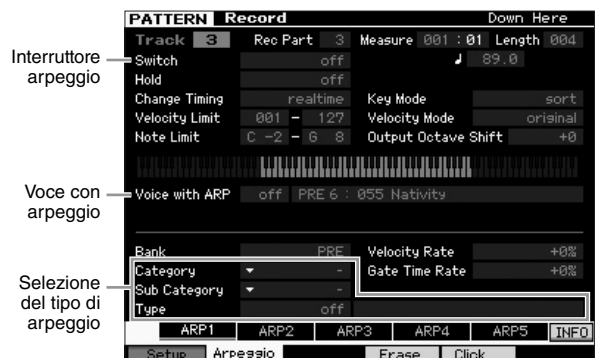 PATTERN Record Down Here
Track 3 Rec Part 3 Measure 001 : 01 Length 004
Interruttore arpeggio
Switch off ♩ 89.0
Hold off
Change Timing realtime Key Mode sort
Velocity Limit 001 - 127 Velocity Mode original
Note Limit C -2 - G 8 Output Octave Shift +0
Voce con arpeggio
Voice with ARP off PRE 6 : 055 Nativity
Bank PRE Velocity Rate +0%
Selezione del tipo di arpeggio
Category - Gate Time Rate +0%
Sub Category -
Type off
ARP1 ARP2 ARP3 ARP4 ARP5 INFO
Setup Arpeggio Erase Click